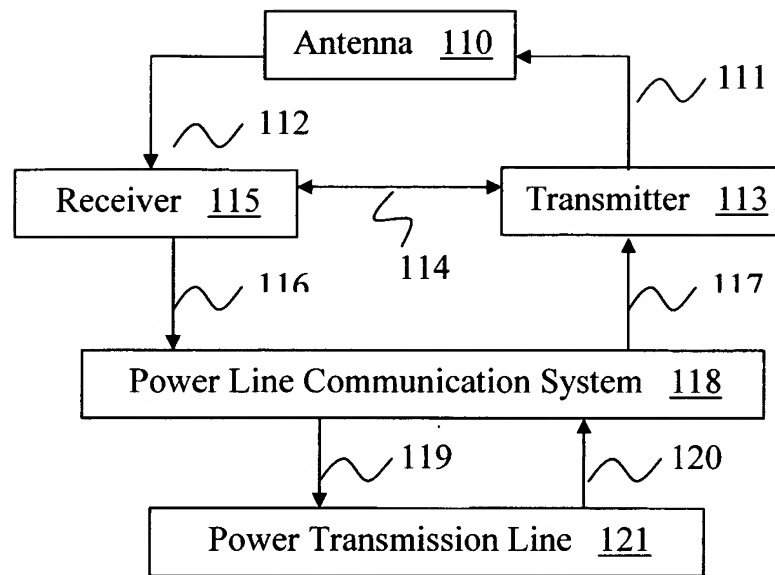 Antenna 110
111
112
Receiver 115
Transmitter 113
114
116
117
Power Line Communication System 118
119
120
Power Transmission Line 121